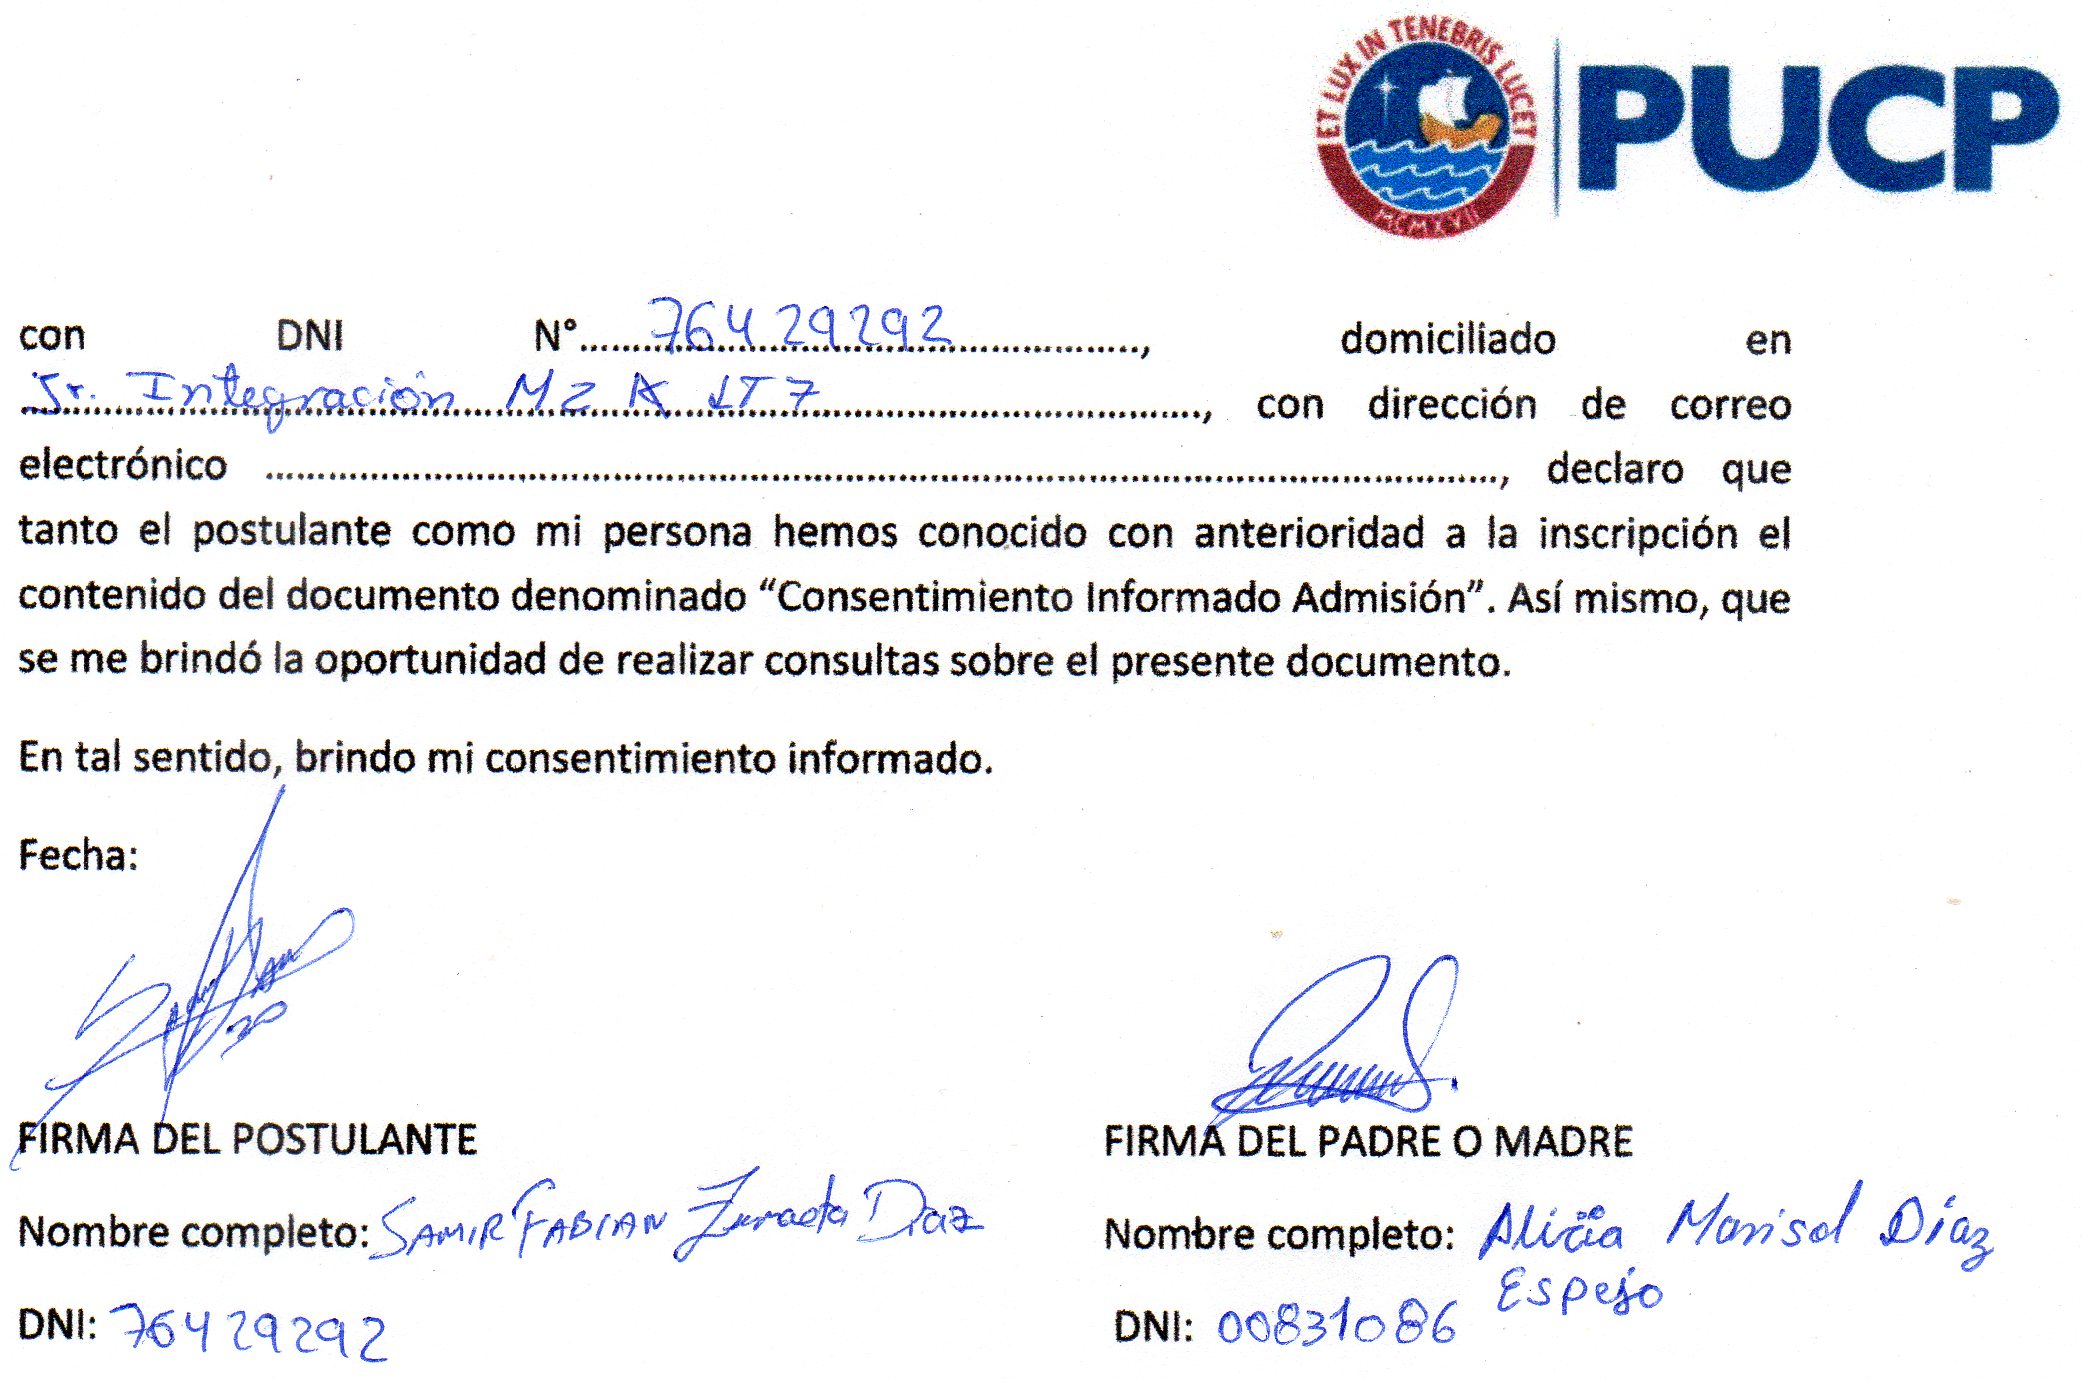 ET LUX IN TENEBRIS LUCET
MCMXVII
PUCP
con DNI N°....76429292...., domiciliado en
Jr. Integración Mz A LT 7...., con dirección de correo
electrónico ...., declaro que
tanto el postulante como mi persona hemos conocido con anterioridad a la inscripción el
contenido del documento denominado “Consentimiento Informado Admisión”. Así mismo, que
se me brindó la oportunidad de realizar consultas sobre el presente documento.
En tal sentido, brindo mi consentimiento informado.
Fecha:
FIRMA DEL POSTULANTE
FIRMA DEL PADRE O MADRE
Nombre completo: SAMIR FABIAN Zumaeta Diaz
Nombre completo: Alicia Marisol Díaz
Espejo
DNI: 76429292
DNI: 00831086